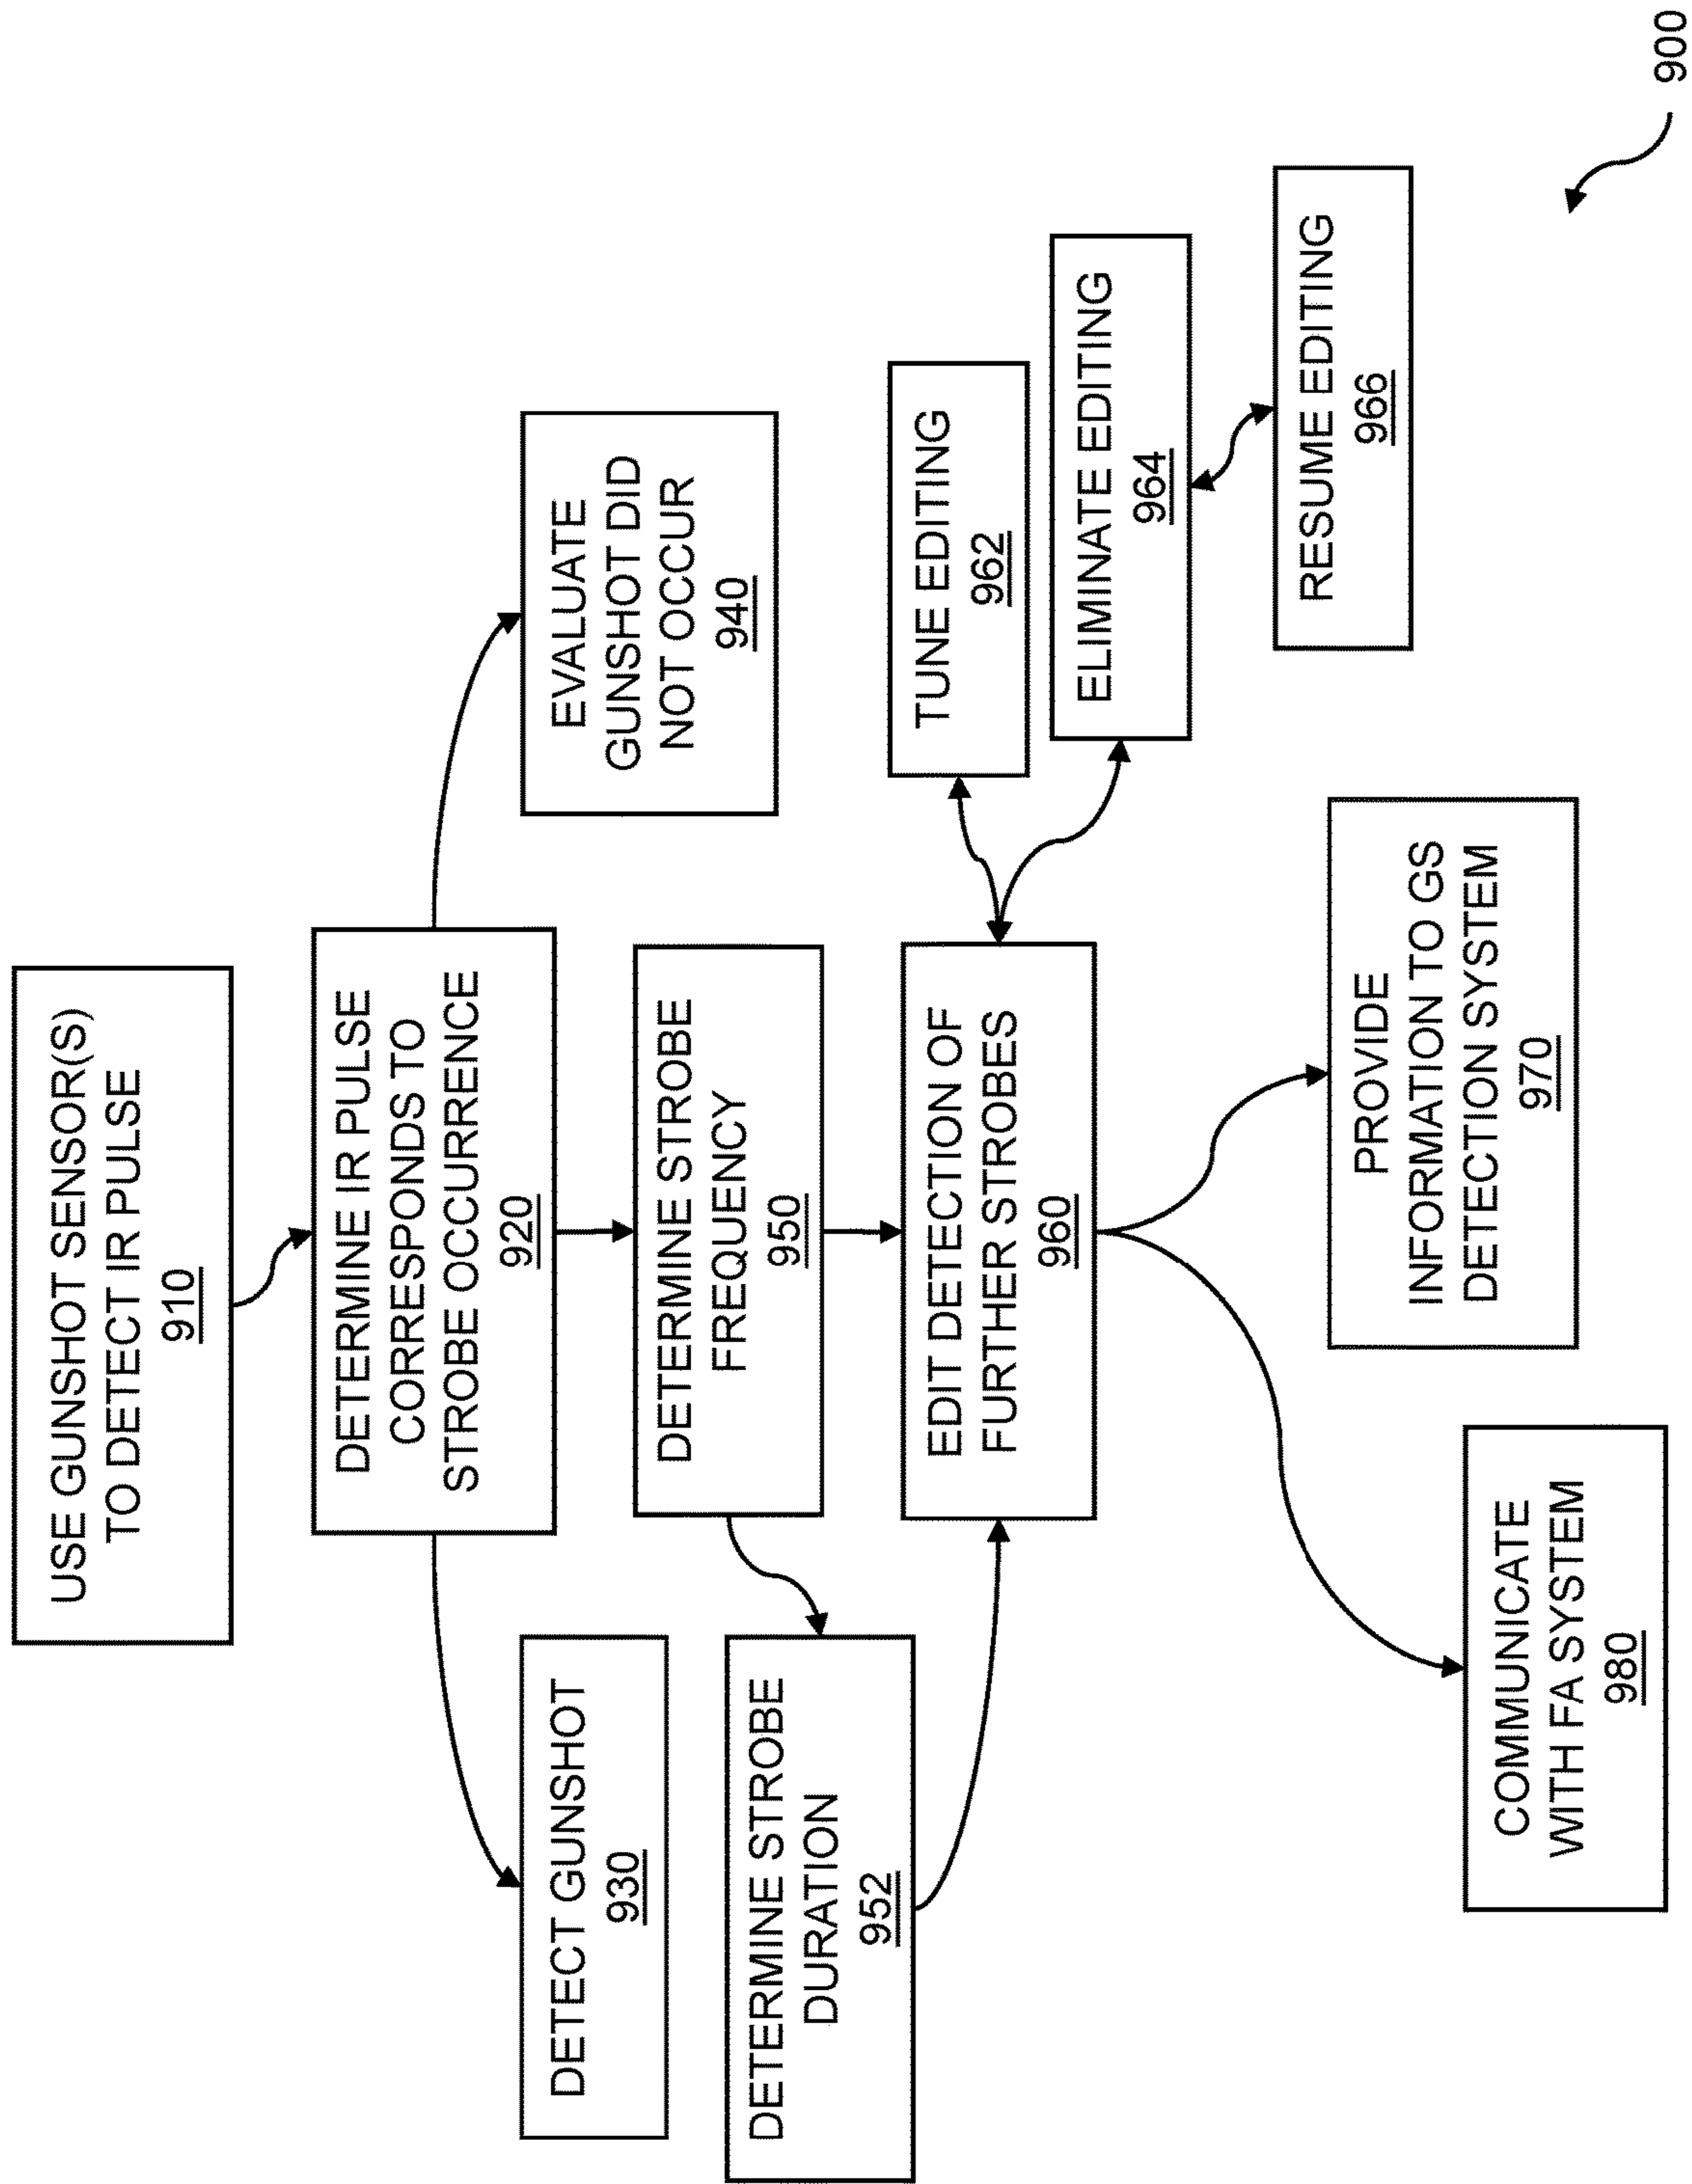 USE GUNSHOT SENSOR(S)
TO DETECT IR PULSE
910
DETERMINE IR PULSE
CORRESPONDS TO
STROBE OCCURRENCE
920
DETECT GUNSHOT
930
EVALUATE
GUNSHOT DID
NOT OCCUR
940
DETERMINE STROBE
FREQUENCY
950
DETERMINE STROBE
DURATION
952
EDIT DETECTION OF
FURTHER STROBES
960
TUNE EDITING
962
ELIMINATE EDITING
964
RESUME EDITING
966
PROVIDE
INFORMATION TO GS
DETECTION SYSTEM
970
COMMUNICATE
WITH FA SYSTEM
980
900